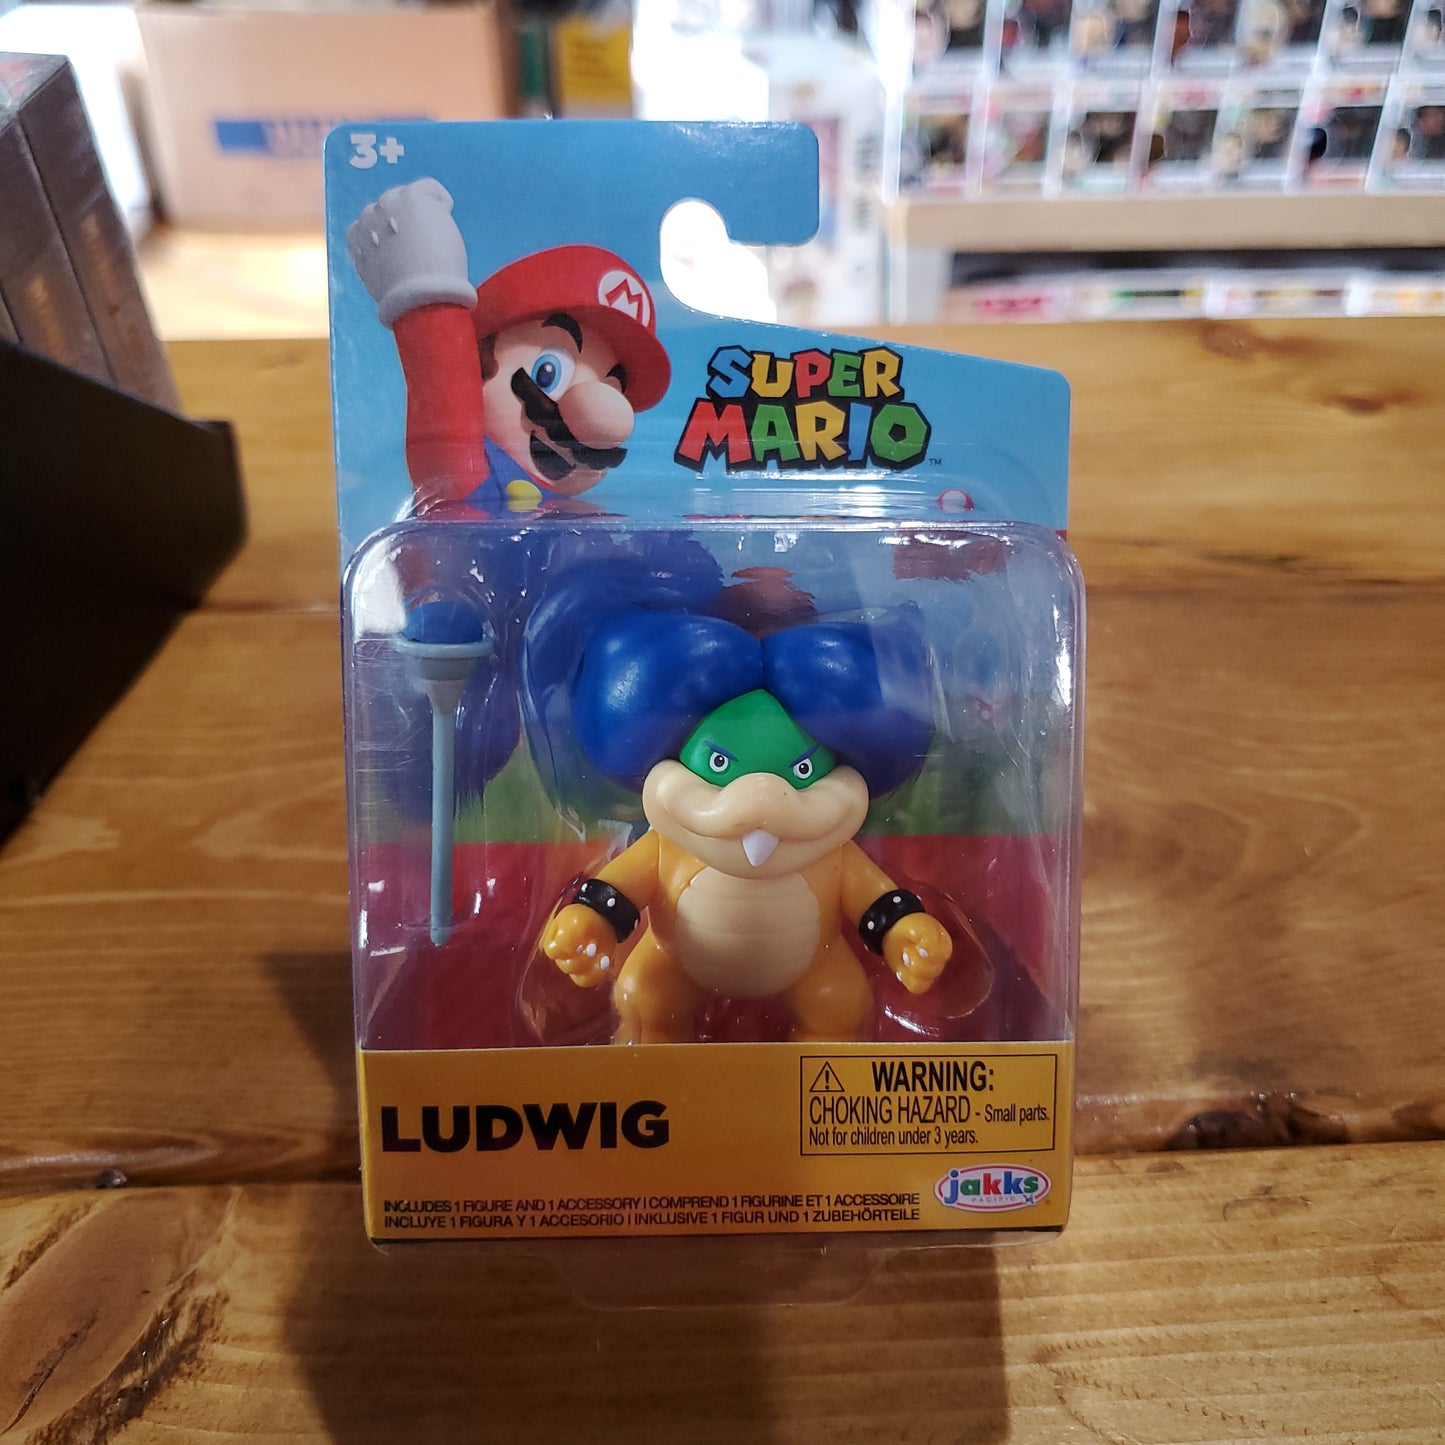 3+
M
SUPER
MARIO™
LUDWIG
WARNING:
CHOKING HAZARD - Small parts.
Not for children under 3 years.
INCLUDES 1 FIGURE AND 1 ACCESSORY | COMPREND 1 FIGURINE ET 1 ACCESSOIRE
INCLUYE 1 FIGURA Y 1 ACCESORIO | INKLUSIVE 1 FIGUR UND 1 ZUBEHÖRTEILE
jakks
PACIFIC